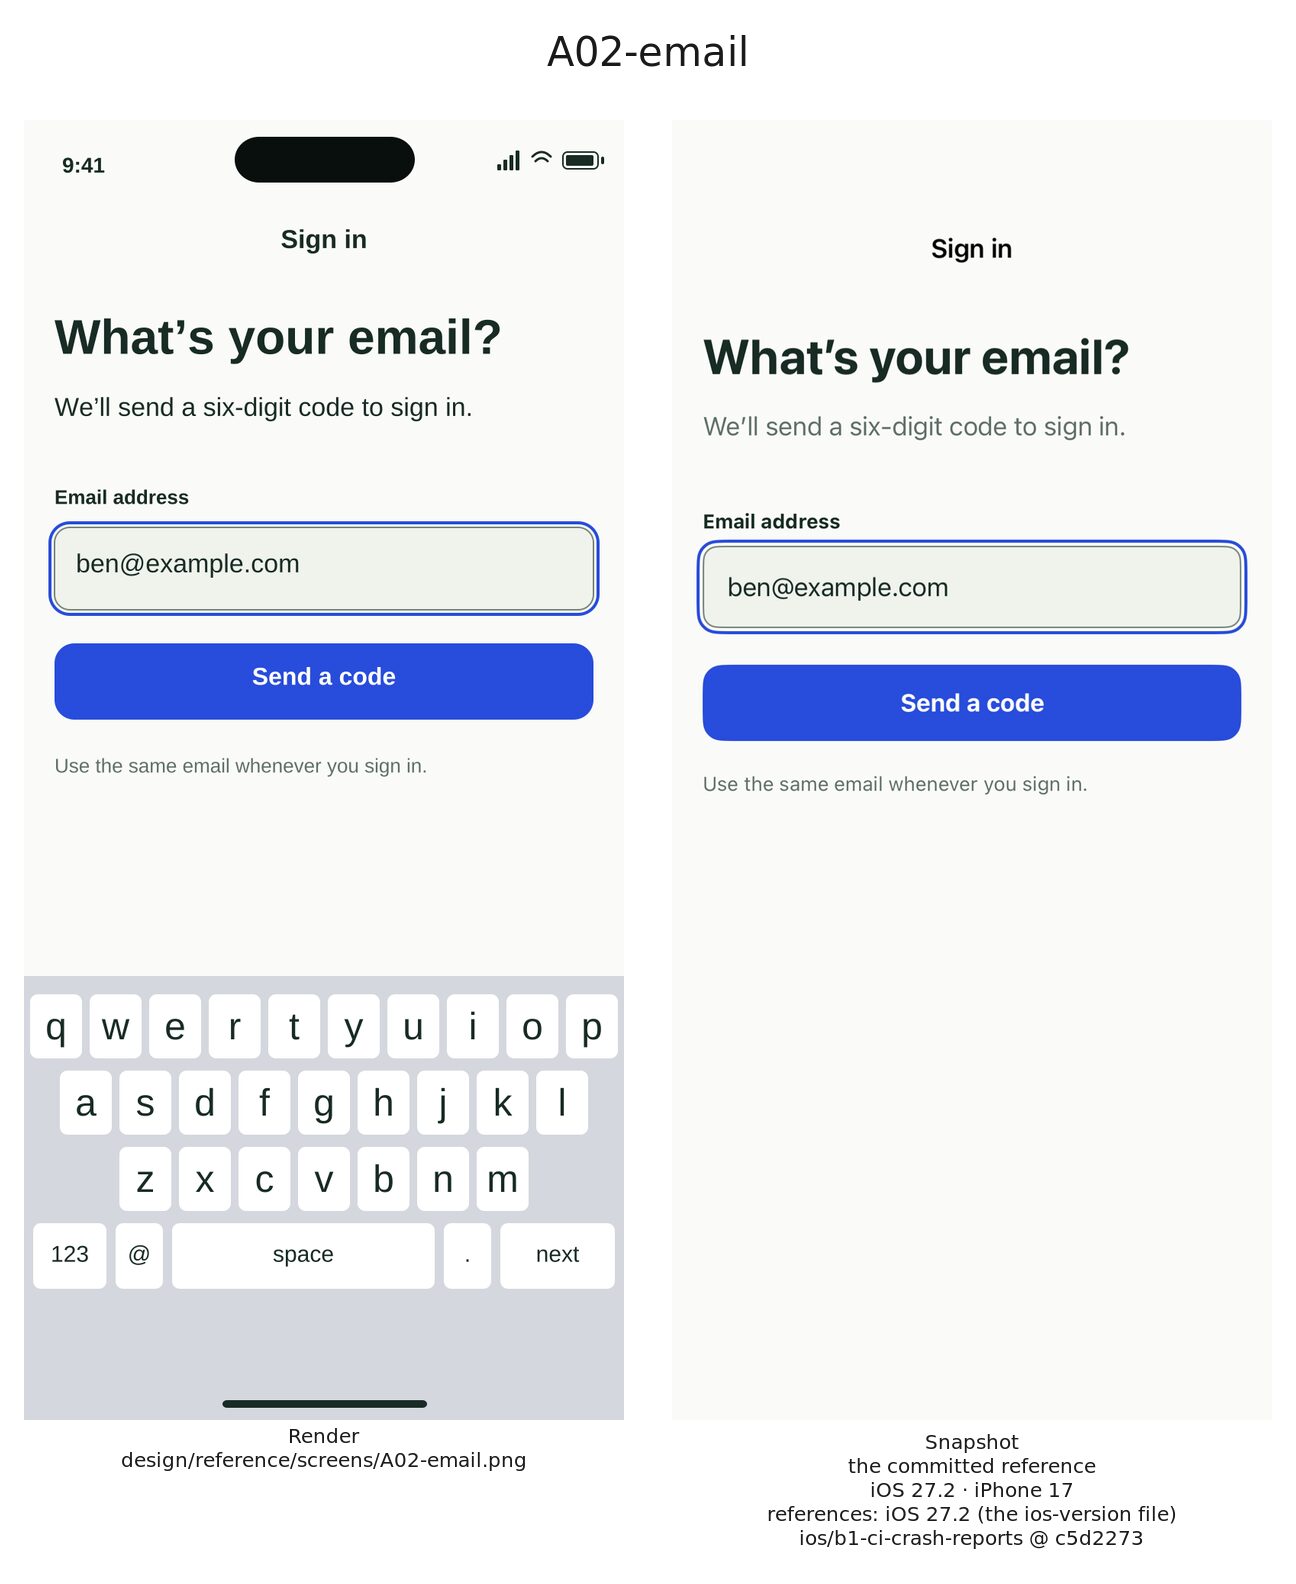 A02-email
9:41
Sign in
What’s your email?
We’ll send a six-digit code to sign in.
Email address
ben@example.com
Send a code
Use the same email whenever you sign in.
q w e r t y u i o p
a s d f g h j k l
z x c v b n m
123 @ space . next
Render
design/reference/screens/A02-email.png
Sign in
What’s your email?
We’ll send a six-digit code to sign in.
Email address
ben@example.com
Send a code
Use the same email whenever you sign in.
Snapshot
the committed reference
iOS 27.2 · iPhone 17
references: iOS 27.2 (the ios-version file)
ios/b1-ci-crash-reports @ c5d2273